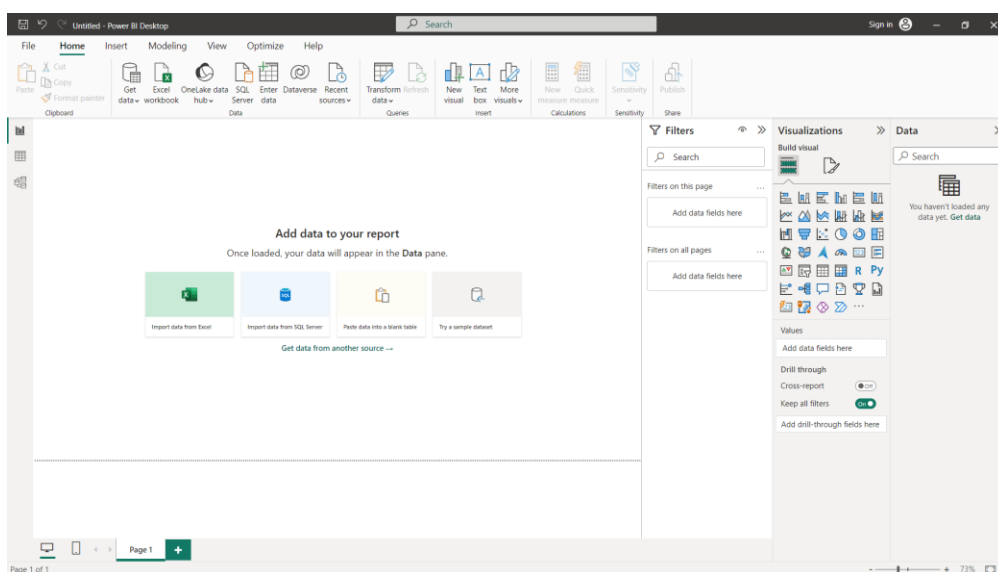 Untitled - Power BI Desktop
Search
Sign in
File Home Insert Modeling View Optimize Help
Paste
Cut
Copy
Format painter
Clipboard
Get data
Excel workbook
OneLake data hub
SQL Server
Enter data
Dataverse
Recent sources
Data
Transform data
Refresh
Queries
New visual
Text box
More visuals
Insert
New measure
Quick measure
Calculations
Sensitivity
Sensitivity
Publish
Share
Add data to your report
Once loaded, your data will appear in the Data pane.
Import data from Excel
Import data from SQL Server
Paste data into a blank table
Try a sample dataset
Get data from another source →
Filters
Search
Filters on this page
...
Add data fields here
Filters on all pages
...
Add data fields here
Visualizations
Build visual
R Py
...
Values
Add data fields here
Drill through
Cross-report
Off
Keep all filters
On
Add drill-through fields here
Data
Search
You haven't loaded any
data yet. Get data
Page 1
Page 1 of 1
73%